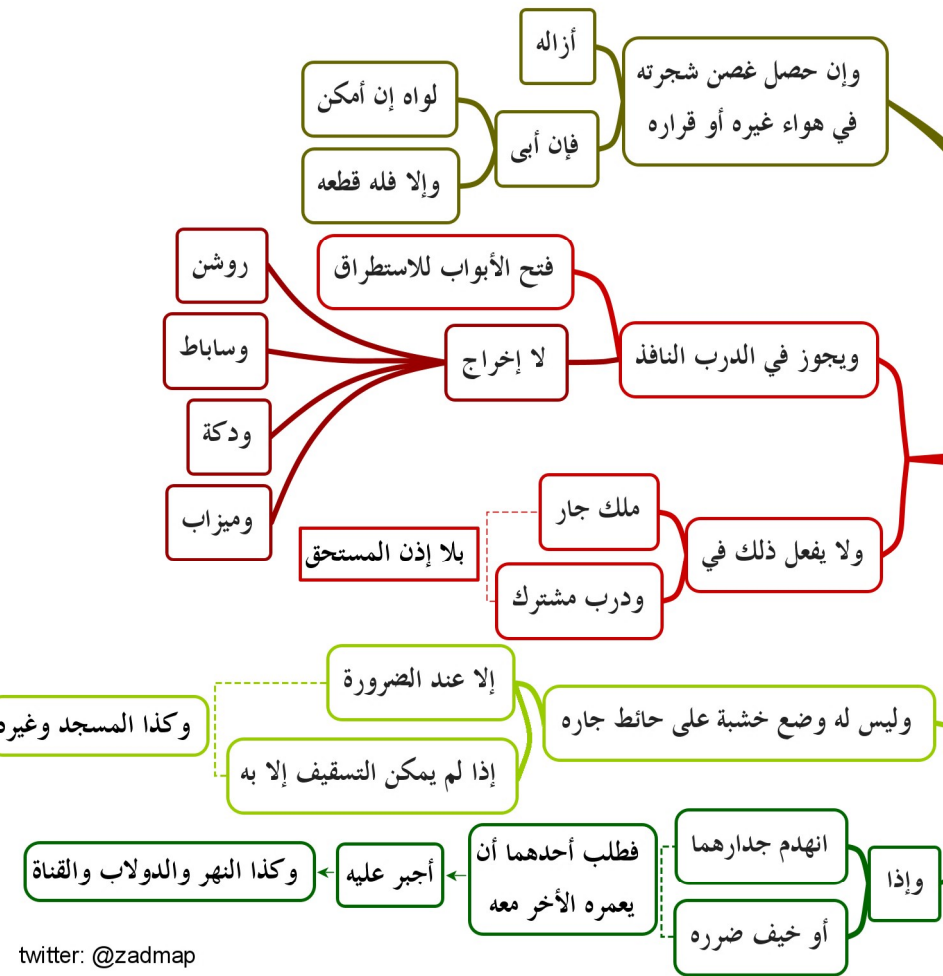 وإن حصل غصن شجرته
في هواء غيره أو قراره
أزاله
فإن أبى
لواه إن أمكن
وإلا فله قطعه
ويجوز في الدرب النافذ
فتح الأبواب للاستطراق
لا إخراج
روشن
وساباط
ودكة
وميزاب
ولا يفعل ذلك في
ملك جار
ودرب مشترك
بلا إذن المستحق
وليس له وضع خشبة على حائط جاره
إلا عند الضرورة
إذا لم يمكن التسقيف إلا به
وكذا المسجد وغيره
وإذا
انهدم جدارهما
أو خيف ضرره
فطلب أحدهما أن
يعمره الأخر معه
أجبر عليه
وكذا النهر والدولاب والقناة
twitter: @zadmap